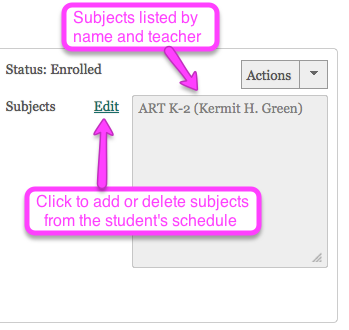 Subjects listed by
name and teacher
Status: Enrolled
Actions
Subjects Edit
ART K-2 (Kermit H. Green)
Click to add or delete subjects
from the student's schedule